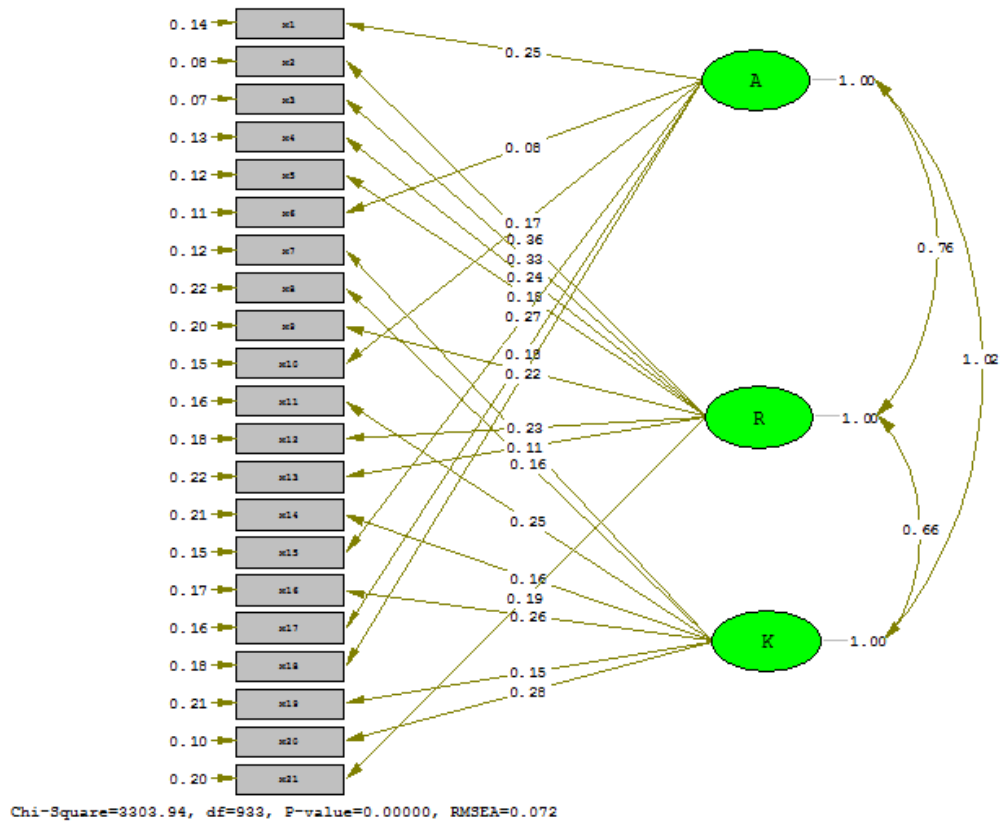 0.14 x1
0.08 x2
0.07 x3
0.13 x4
0.12 x5
0.11 x6
0.12 x7
0.22 x8
0.20 x9
0.15 x10
0.16 x11
0.18 x12
0.22 x13
0.21 x14
0.15 x15
0.17 x16
0.16 x17
0.18 x18
0.21 x19
0.10 x20
0.20 x21
0.25
0.08
0.17
0.36
0.33
0.24
0.27
0.22
0.23
0.11
0.16
0.25
0.16
0.19
0.26
0.15
0.28
A 1.00
R 1.00
K 1.00
0.76
1.02
0.66
Chi-Square=3303.94, df=933, P-value=0.00000, RMSEA=0.072